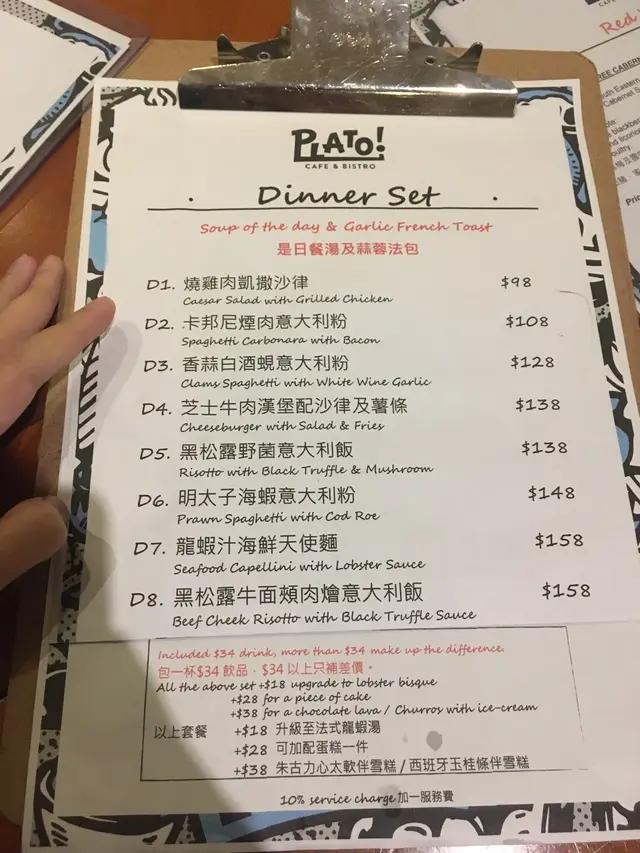 PLATO!
CAFE & BISTRO
Dinner Set
Soup of the day & Garlic French Toast
是日餐湯及蒜蓉法包
D1. 燒雞肉凱撒沙律 $98
Caesar Salad with Grilled Chicken
D2. 卡邦尼煙肉意大利粉 $108
Spaghetti Carbonara with Bacon
D3. 香蒜白酒蜆意大利粉 $128
Clams Spaghetti with White Wine Garlic
D4. 芝士牛肉漢堡配沙律及薯條 $138
Cheeseburger with Salad & Fries
D5. 黑松露野菌意大利飯 $138
Risotto with Black Truffle & Mushroom
D6. 明太子海蝦意大利粉 $148
Prawn Spaghetti with Cod Roe
D7. 龍蝦汁海鮮天使麵 $158
Seafood Capellini with Lobster Sauce
D8. 黑松露牛面頰肉燴意大利飯 $158
Beef Cheek Risotto with Black Truffle Sauce
Included $34 drink, more than $34 make up the difference.
包一杯$34 飲品﹐$34 以上只補差價。
All the above set +$18 upgrade to lobster bisque
+$28 for a piece of cake
+$38 for a chocolate lava / Churros with ice-cream
以上套餐 +$18 升級至法式龍蝦湯
+$28 可加配蛋糕一件
+$38 朱古力心太軟伴雪糕 / 西班牙玉桂條伴雪糕
10% service charge 加一服務費
Red